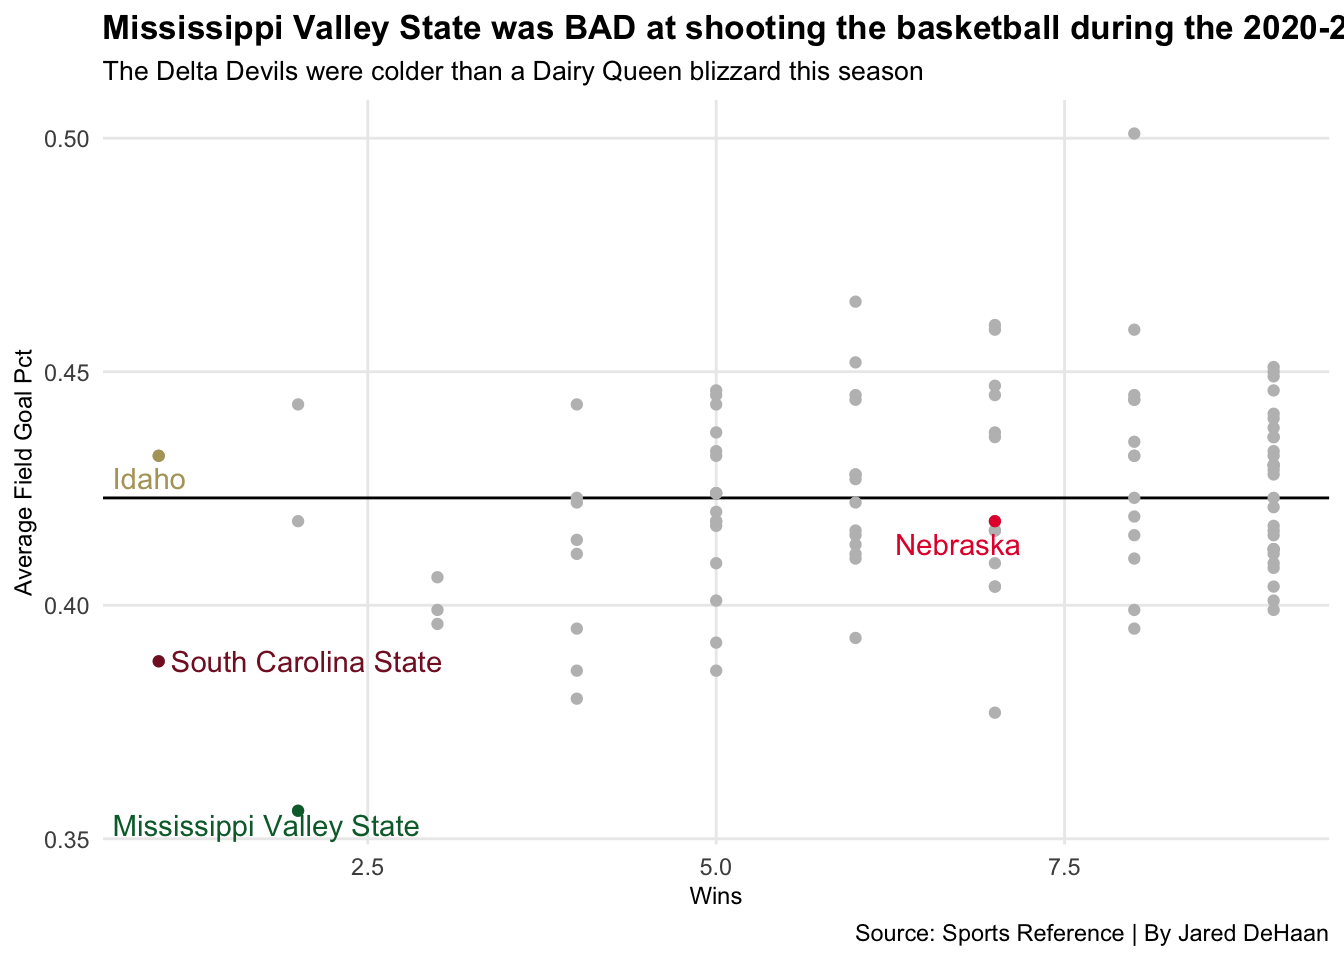 Mississippi Valley State was BAD at shooting the basketball during the 2020-2
The Delta Devils were colder than a Dairy Queen blizzard this season
0.50
0.45
Average Field Goal Pct
Idaho
Nebraska
0.40
South Carolina State
Mississippi Valley State
0.35
2.5 5.0 7.5
Wins
Source: Sports Reference | By Jared DeHaan